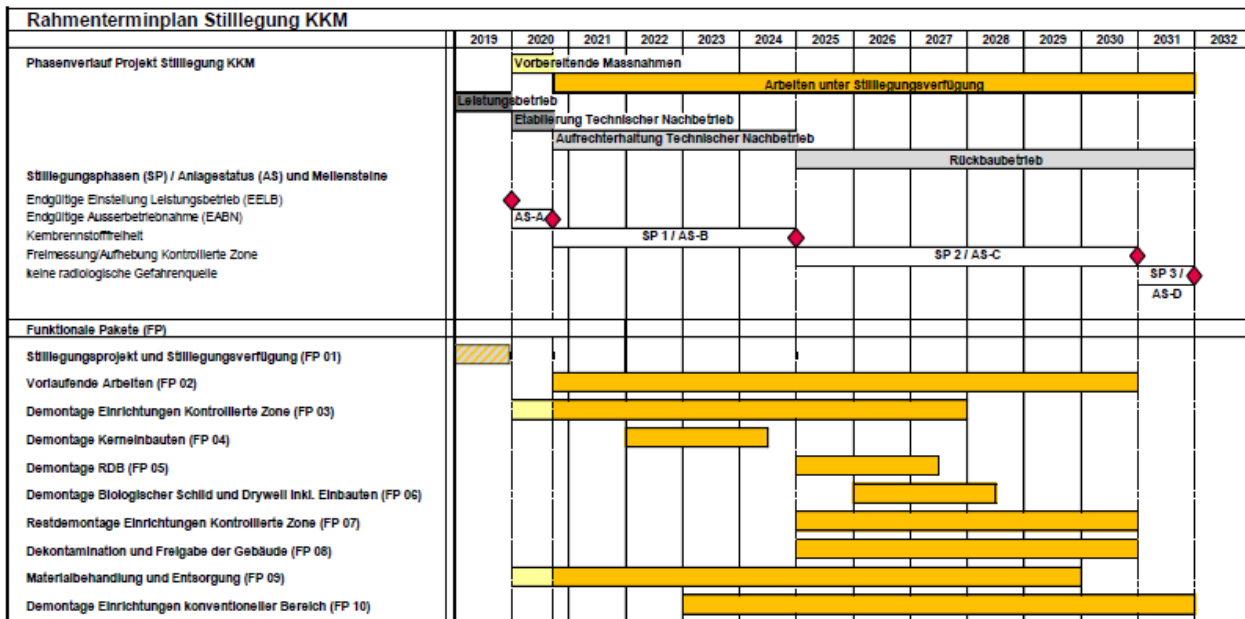 Rahmenterminplan Stilllegung KKM
2019 2020 2021 2022 2023 2024 2025 2026 2027 2028 2029 2030 2031 2032
Phasenverlauf Projekt Stilllegung KKM
Vorbereitende Massnahmen
Arbeiten unter Stilllegungsverfügung
Leistungsbetrieb
Etablierung Technischer Nachbetrieb
Aufrechterhaltung Technischer Nachbetrieb
Rückbaubetrieb
Stilllegungsphasen (SP) / Anlagestatus (AS) und Meilensteine
Endgültige Einstellung Leistungsbetrieb (EELB)
Endgültige Ausserbetriebnahme (EABN) AS-A
Kernbrennstofffreiheit SP 1 / AS-B
Freimessung/Aufhebung Kontrollierte Zone SP 2 / AS-C
keine radiologische Gefahrenquelle SP 3 /
AS-D
Funktionale Pakete (FP)
Stilllegungsprojekt und Stilllegungsverfügung (FP 01)
Vorlaufende Arbeiten (FP 02)
Demontage Einrichtungen Kontrollierte Zone (FP 03)
Demontage Kerneinbauten (FP 04)
Demontage RDB (FP 05)
Demontage Biologischer Schild und Drywell inkl. Einbauten (FP 06)
Restdemontage Einrichtungen Kontrollierte Zone (FP 07)
Dekontamination und Freigabe der Gebäude (FP 08)
Materialbehandlung und Entsorgung (FP 09)
Demontage Einrichtungen konventioneller Bereich (FP 10)